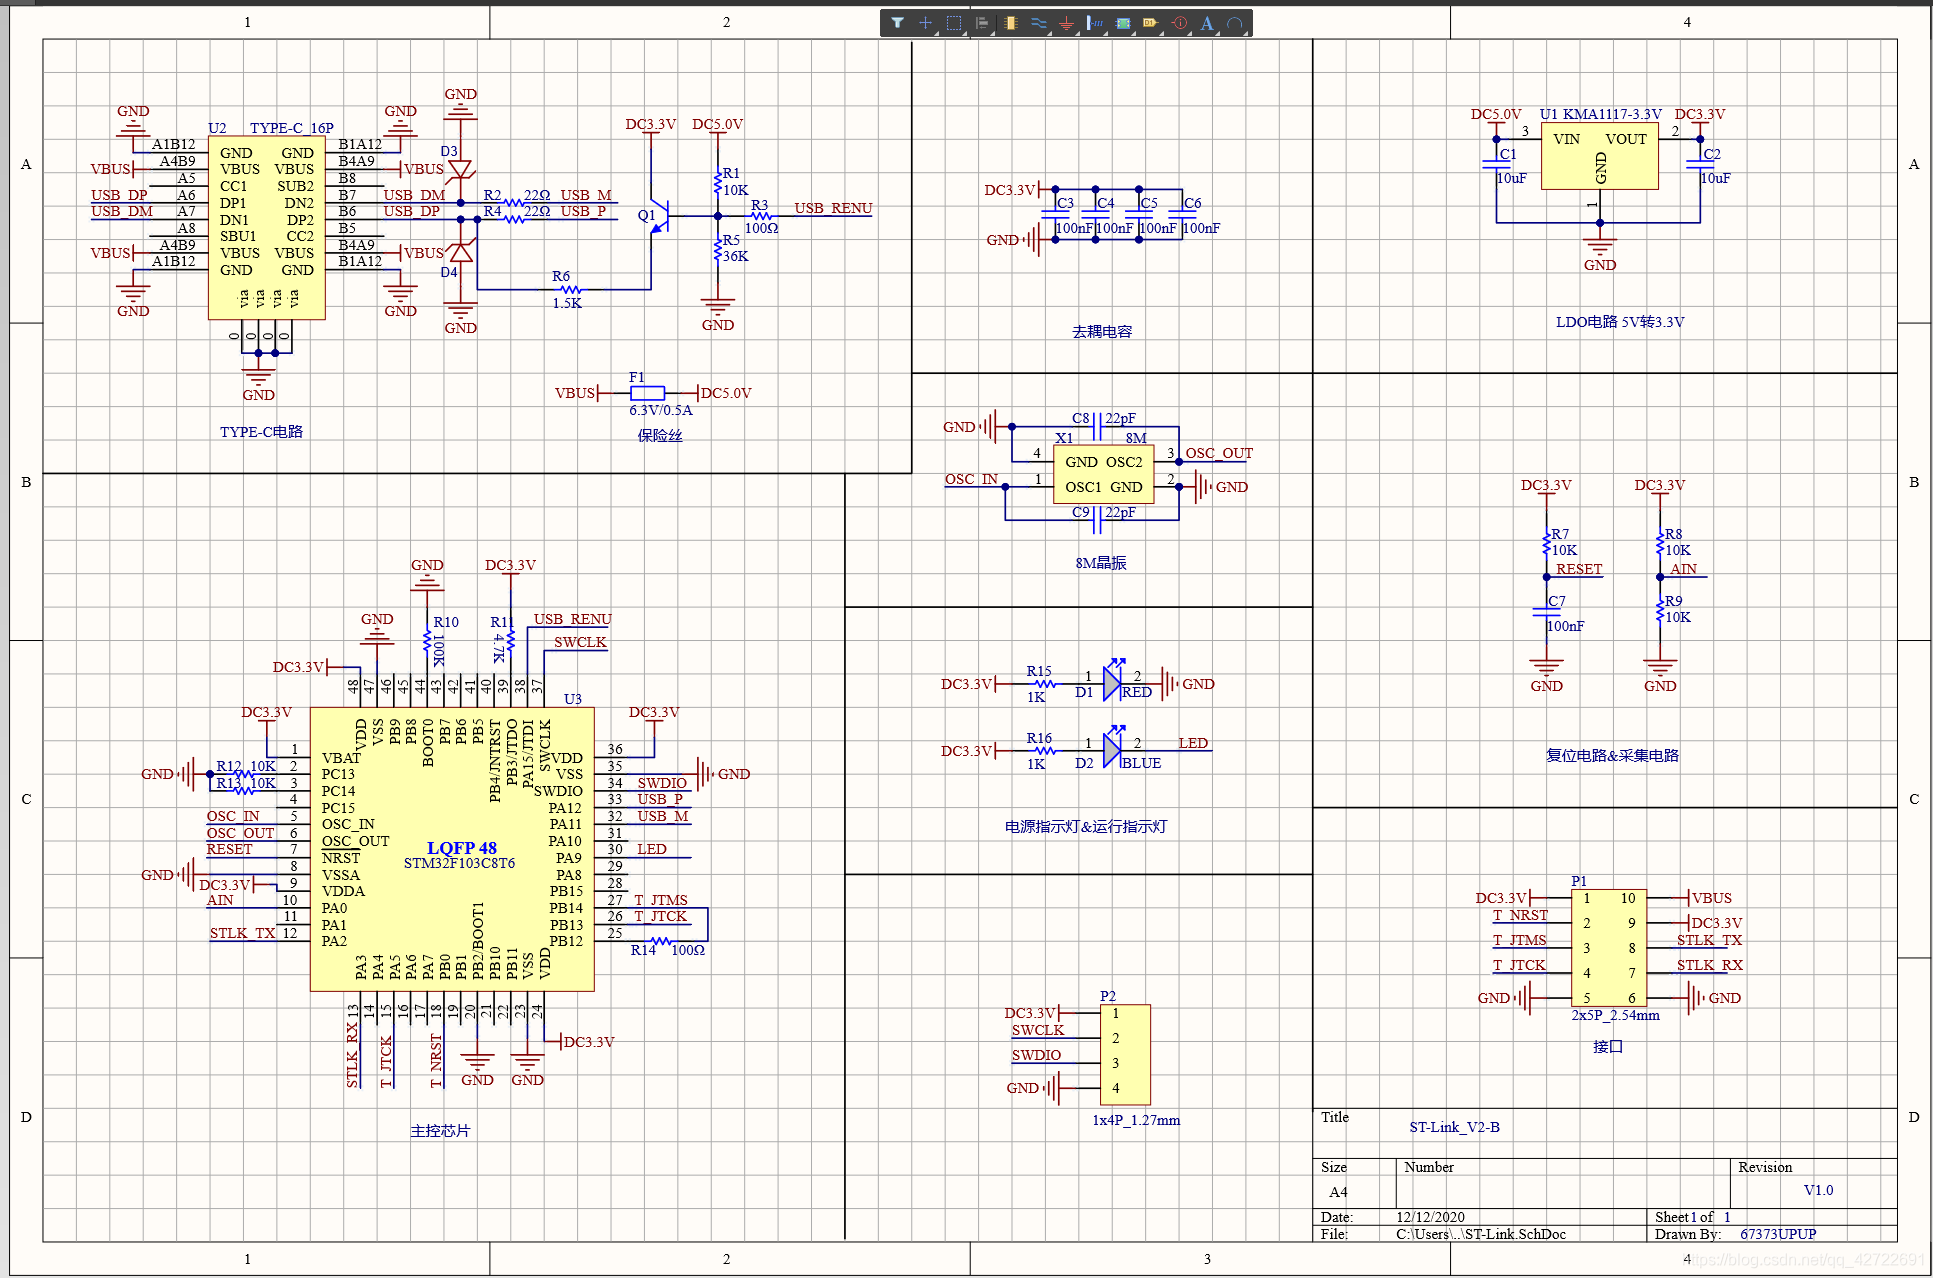 1
2
3
4
A
B
C
D
A
B
C
D
1
2
3
4
GND
U2
TYPE-C_16P
GND
GND
A1B12 GND GND B1A12
VBUS A4B9 VBUS VBUS B4A9 VBUS
A5 CC1 SUB2 B8
USB_DP A6 DP1 DN2 B7 USB_DM
USB_DM A7 DN1 DP2 B6 USB_DP
A8 SBU1 CC2 B5
VBUS A4B9 VBUS VBUS B4A9 VBUS
A1B12 GND GND B1A12
via via via via
0 0 0 0
GND
GND
GND
D3
D4
GND
R2 22Ω USB_M
R4 22Ω USB_P
R6
1.5K
DC3.3V
DC5.0V
Q1
R1
10K
R3
100Ω
USB_RENU
R5
36K
GND
TYPE-C电路
VBUS
F1
DC5.0V
6.3V/0.5A
保险丝
DC3.3V
C3 C4 C5 C6
100nF 100nF 100nF 100nF
GND
去耦电容
DC5.0V
U1 KMA1117-3.3V
DC3.3V
3 VIN VOUT 2
GND
1
C1
10uF
C2
10uF
GND
LDO电路 5V转3.3V
GND
C8 22pF
X1 8M
4 GND OSC2 3 OSC_OUT
OSC_IN 1 OSC1 GND 2 GND
C9 22pF
8M晶振
DC3.3V
DC3.3V
R7
10K
R8
10K
RESET
AIN
C7
100nF
R9
10K
GND
GND
复位电路&采集电路
GND
DC3.3V
GND
R10
100K
R11
4.7K
USB_RENU
SWCLK
DC3.3V
48 47 46 45 44 43 42 41 40 39 38 37
U3
VDD VSS PB9 PB8 BOOT0 PB7 PB6 PB5 PB4/JNTRST PB3/JTDO PA15/JTDI SWCLK
DC3.3V
DC3.3V
1 VBAT VDD 36
GND R12 10K 2 PC13 VSS 35 GND
R13 10K 3 PC14 SWDIO 34 SWDIO
4 PC15 PA12 33 USB_P
OSC_IN 5 OSC_IN PA11 32 USB_M
OSC_OUT 6 OSC_OUT PA10 31
RESET 7 NRST PA9 30 LED
GND 8 VSSA PA8 29
DC3.3V 9 VDDA PB15 28
AIN 10 PA0 PB14 27 T_JTMS
11 PA1 PB13 26 T_JTCK
STLK_TX 12 PA2 PB12 25 R14 100Ω
LQFP 48
STM32F103C8T6
PA3 PA4 PA5 PA6 PA7 PB0 PB1 PB2/BOOT1 PB10 PB11 VSS VDD
13 14 15 16 17 18 19 20 21 22 23 24
STLK_RX
T_JTCK
T_NRST
GND
GND
DC3.3V
主控芯片
DC3.3V R15 1K 1 D1 RED 2 GND
DC3.3V R16 1K 1 D2 BLUE 2 LED
电源指示灯&运行指示灯
P2
DC3.3V 1
SWCLK 2
SWDIO 3
GND 4
1x4P_1.27mm
P1
DC3.3V 1 10 VBUS
T_NRST 2 9 DC3.3V
T_JTMS 3 8 STLK_TX
T_JTCK 4 7 STLK_RX
GND 5 6 GND
2x5P_2.54mm
接口
Title
ST-Link_V2-B
Size
A4
Number
Revision
V1.0
Date: 12/12/2020
Sheet 1 of 1
File: C:\Users\..\ST-Link.SchDoc
Drawn By: 67373UPUP
https://blog.csdn.net/qq_42722691